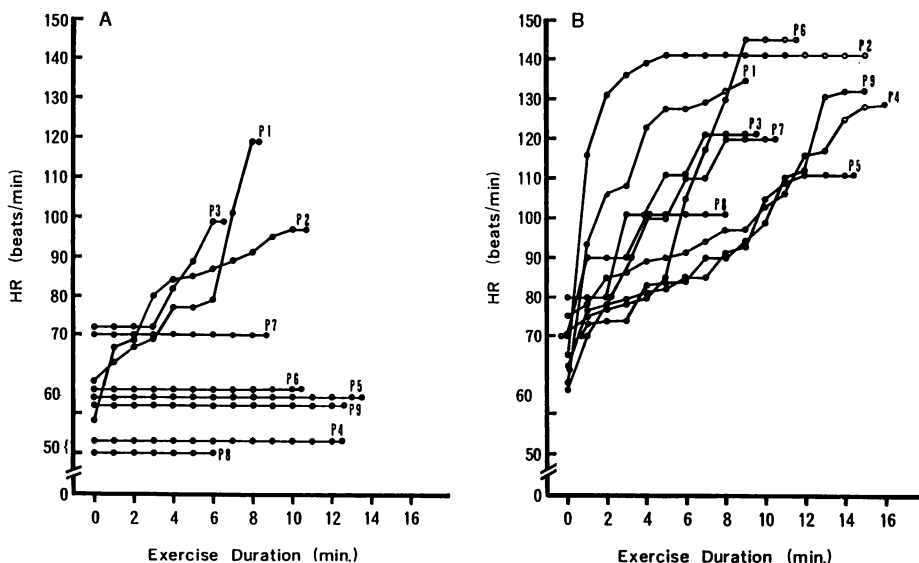 A
150
140
130
120
110
100
90
80
70
60
50
0
HR (beats/min)
P1
P3
P2
P7
P6
P5
P9
P4
P8
0 2 4 6 8 10 12 14 16
Exercise Duration (min.)
B
150
140
130
120
110
100
90
80
70
60
50
0
HR (beats/min)
P6
P2
P1
P9
P4
P3
P7
P5
P8
0 2 4 6 8 10 12 14 16
Exercise Duration (min.)